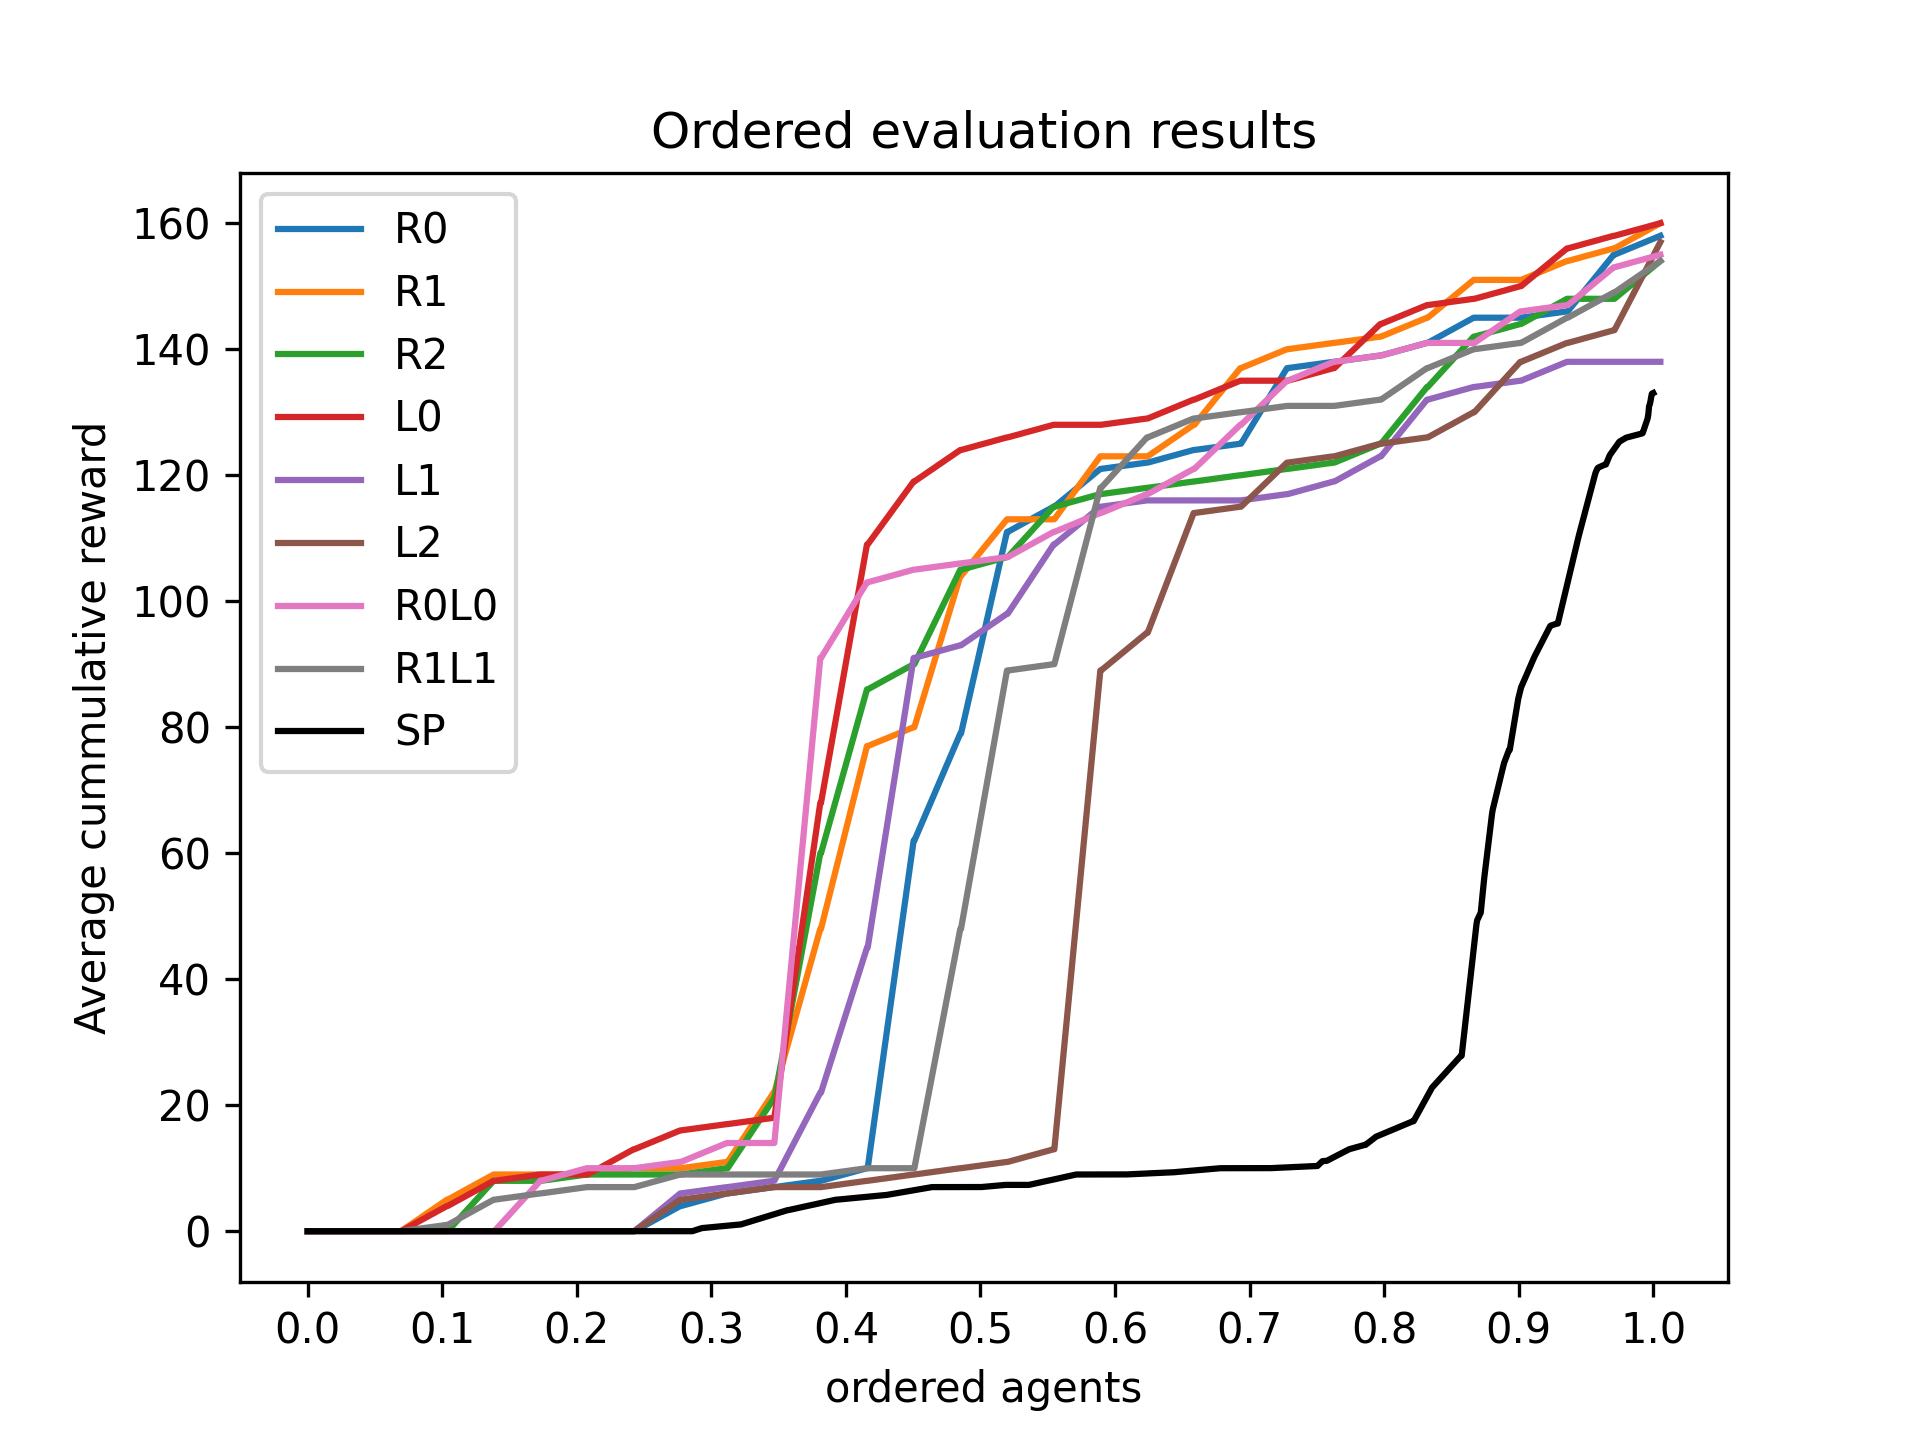 Ordered evaluation results
Average cummulative reward
160
140
120
100
80
60
40
20
0
R0
R1
R2
L0
L1
L2
R0L0
R1L1
SP
0.0 0.1 0.2 0.3 0.4 0.5 0.6 0.7 0.8 0.9 1.0
ordered agents